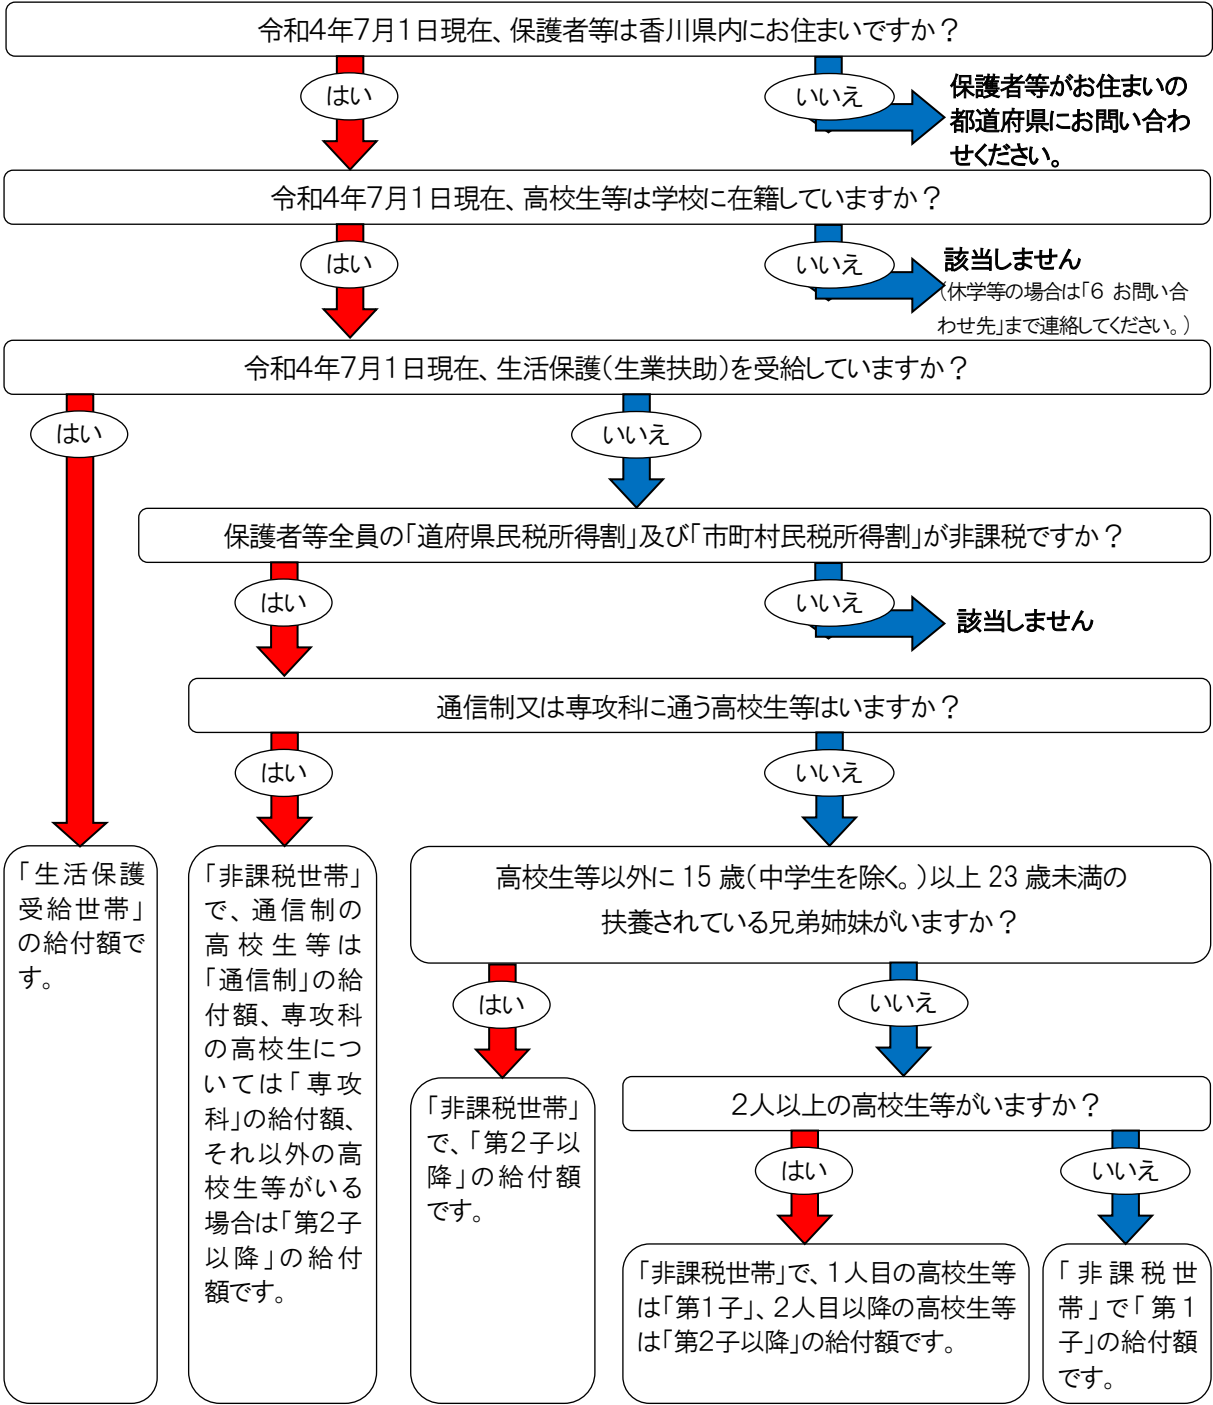 令和4年7月1日現在、保護者等は香川県内にお住まいですか？
はい
いいえ
保護者等がお住まいの
都道府県にお問い合わ
せください。
令和4年7月1日現在、高校生等は学校に在籍していますか？
はい
いいえ
該当しません
（休学等の場合は「6 お問い合
わせ先」まで連絡してください。）
令和4年7月1日現在、生活保護（生業扶助）を受給していますか？
はい
いいえ
保護者等全員の「道府県民税所得割」及び「市町村民税所得割」が非課税ですか？
はい
いいえ
該当しません
通信制又は専攻科に通う高校生等はいますか？
はい
いいえ
「生活保護
受給世帯」
の給付額で
す。
「非課税世帯」
で、通信制の
高校生等は
「通信制」の給
付額、専攻科
の高校生につ
いては「専攻
科」の給付額、
それ以外の高
校生等がいる
場合は「第2子
以降」の給付
額です。
高校生等以外に 15 歳（中学生を除く。）以上 23 歳未満の
扶養されている兄弟姉妹がいますか？
はい
いいえ
「非課税世帯」
で、「第2子以
降」の給付額
です。
2人以上の高校生等がいますか？
はい
いいえ
「非課税世帯」で、1人目の高校生等
は「第1子」、2人目以降の高校生等
は「第2子以降」の給付額です。
「非課税世
帯」で「第1
子」の給付額
です。